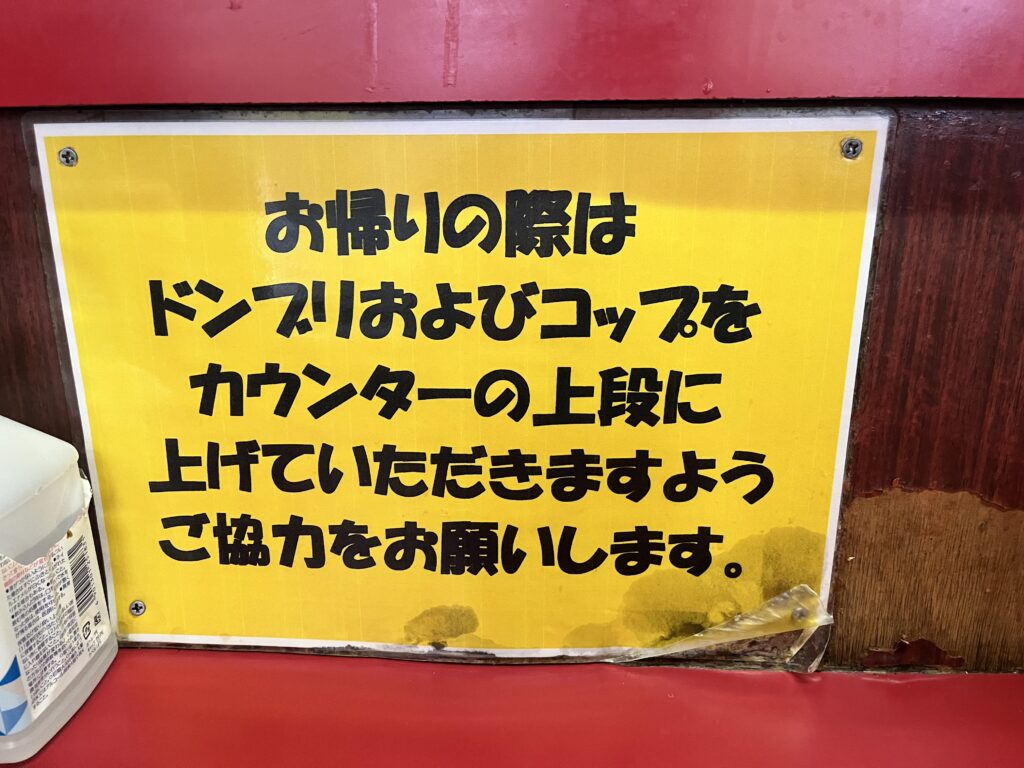 お帰りの際は
ドンブリおよびコップを
カウンターの上段に
上げていただきますよう
ご協力をお願いします。